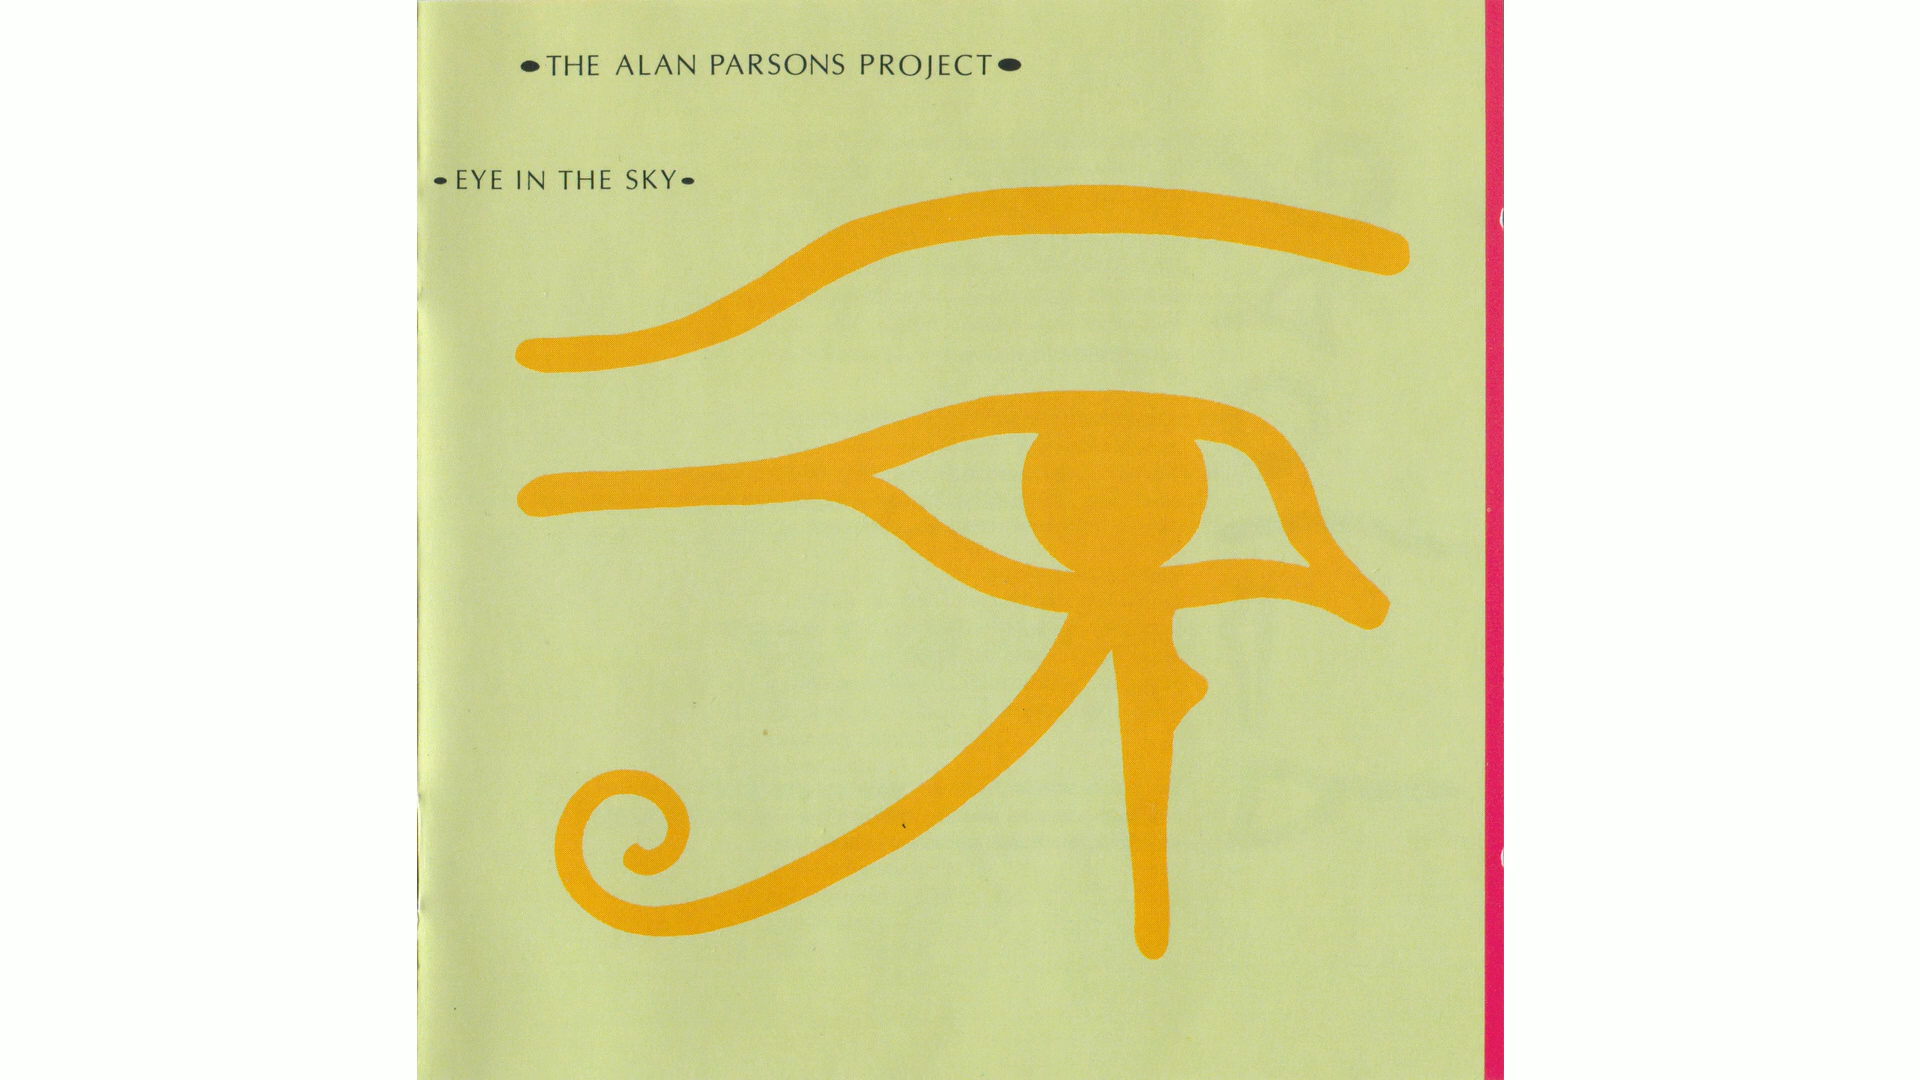 •THE ALAN PARSONS PROJECT•
•EYE IN THE SKY•